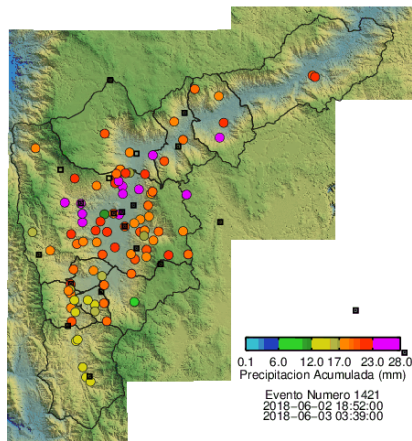 0.1 6.0 12.0 17.0 23.0 28.0
Precipitacion Acumulada (mm)
Evento Numero 1421
2018-06-02 18:52:00
2018-06-03 03:39:00